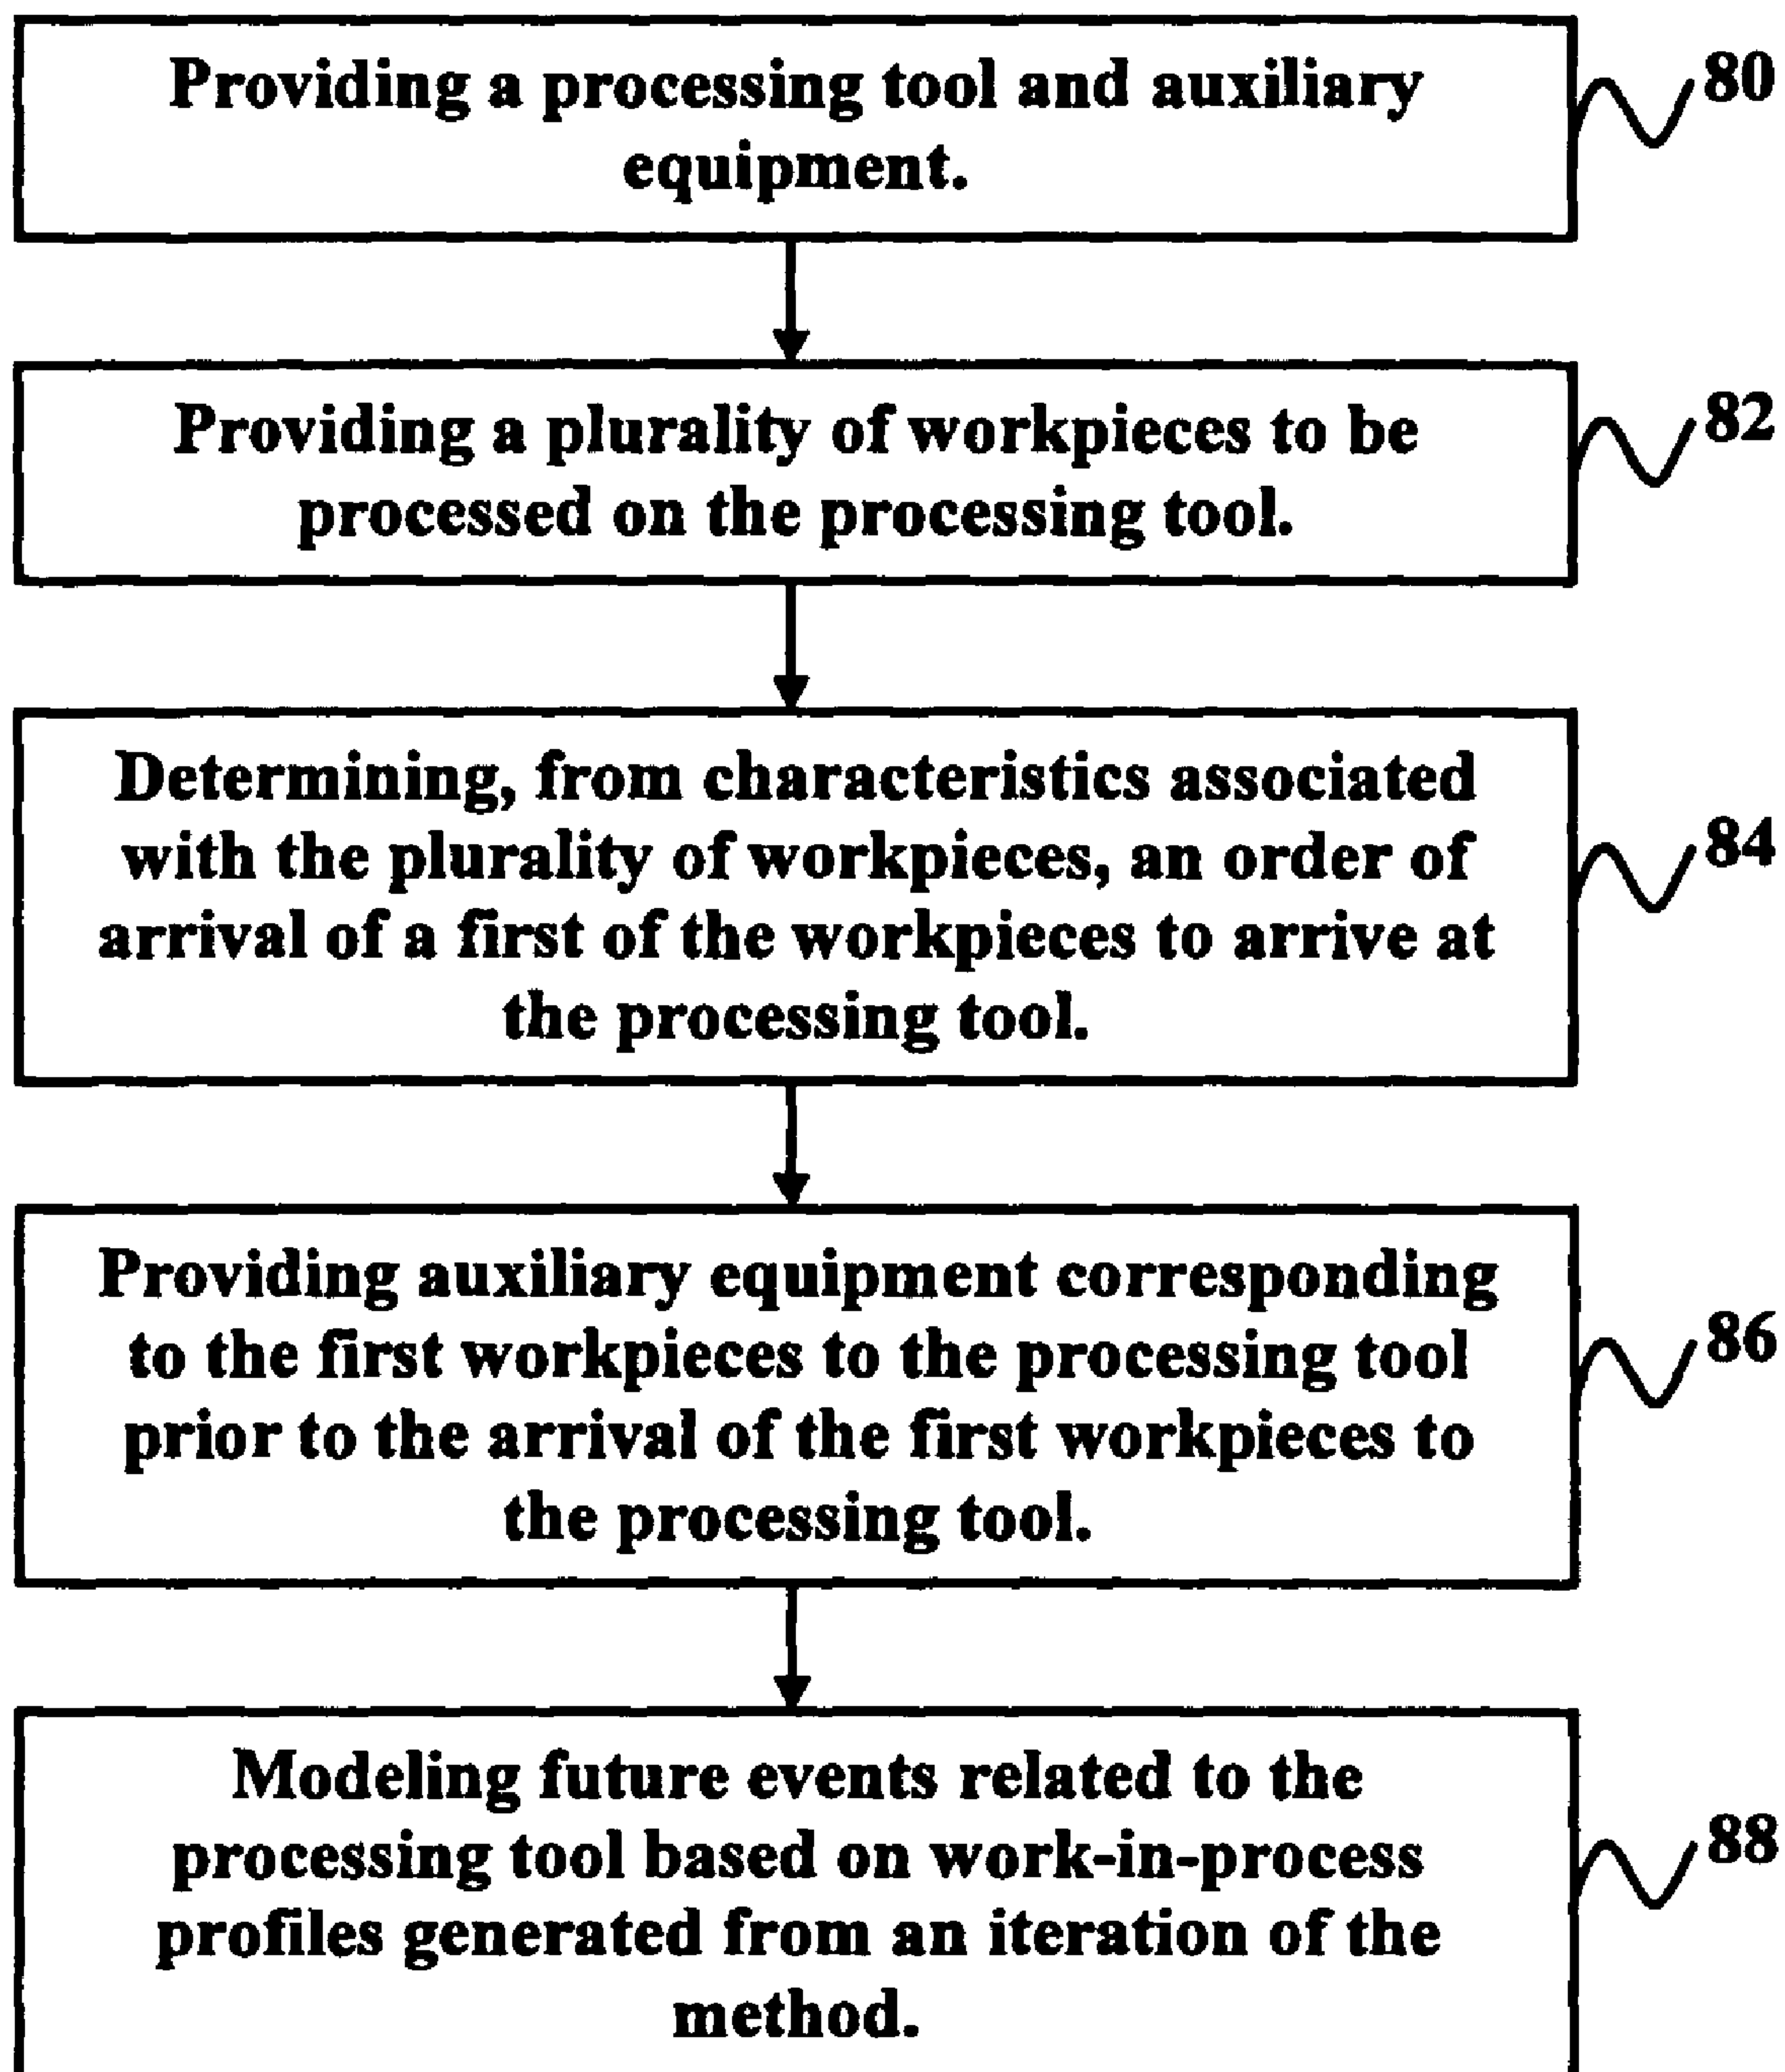 Providing a processing tool and auxiliary
equipment.
80
Providing a plurality of workpieces to be
processed on the processing tool.
82
Determining, from characteristics associated
with the plurality of workpieces, an order of
arrival of a first of the workpieces to arrive at
the processing tool.
84
Providing auxiliary equipment corresponding
to the first workpieces to the processing tool
prior to the arrival of the first workpieces to
the processing tool.
86
Modeling future events related to the
processing tool based on work-in-process
profiles generated from an iteration of the
method.
88